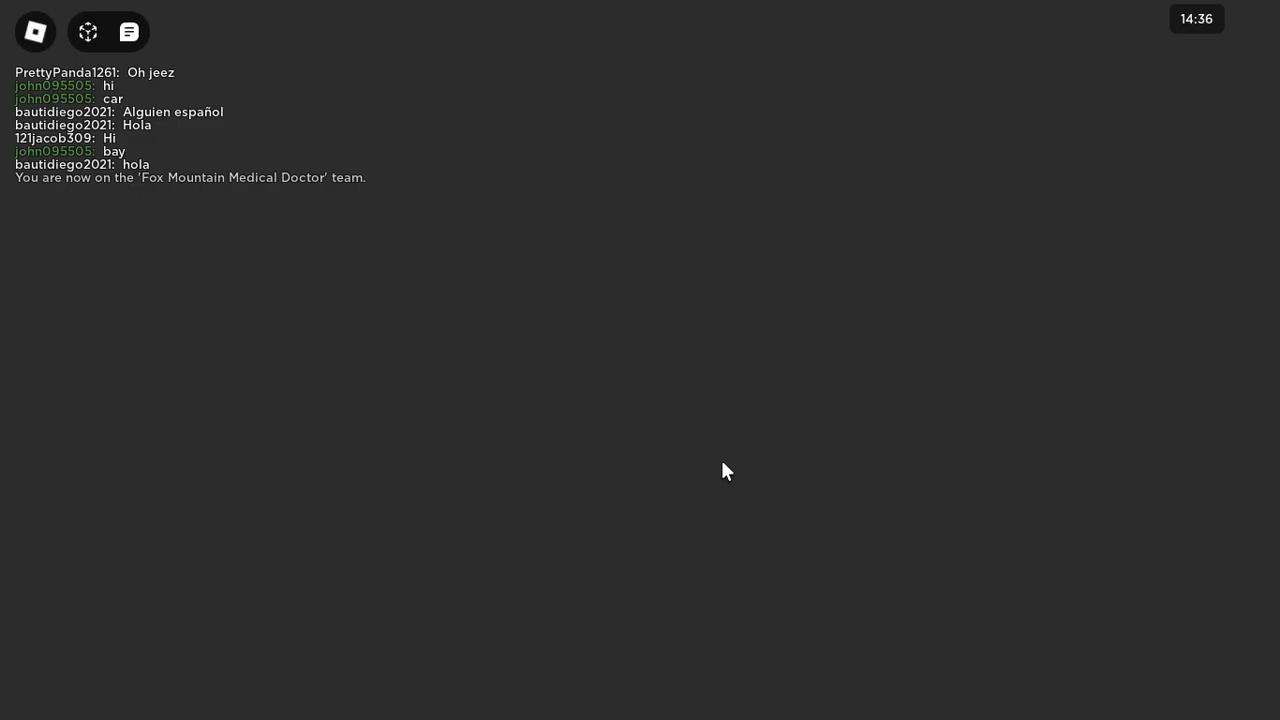 14:36
PrettyPanda1261: Oh jeez
john095505: hi
john095505: car
bautidiego2021: Alguien español
bautidiego2021: Hola
121jacob309: Hi
john095505: bay
bautidiego2021: hola
You are now on the 'Fox Mountain Medical Doctor' team.